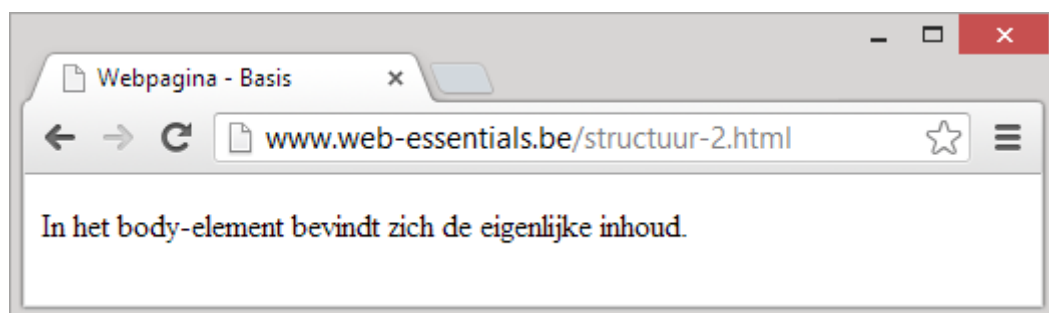 Webpagina - Basis
www.web-essentials.be/structuur-2.html
In het body-element bevindt zich de eigenlijke inhoud.